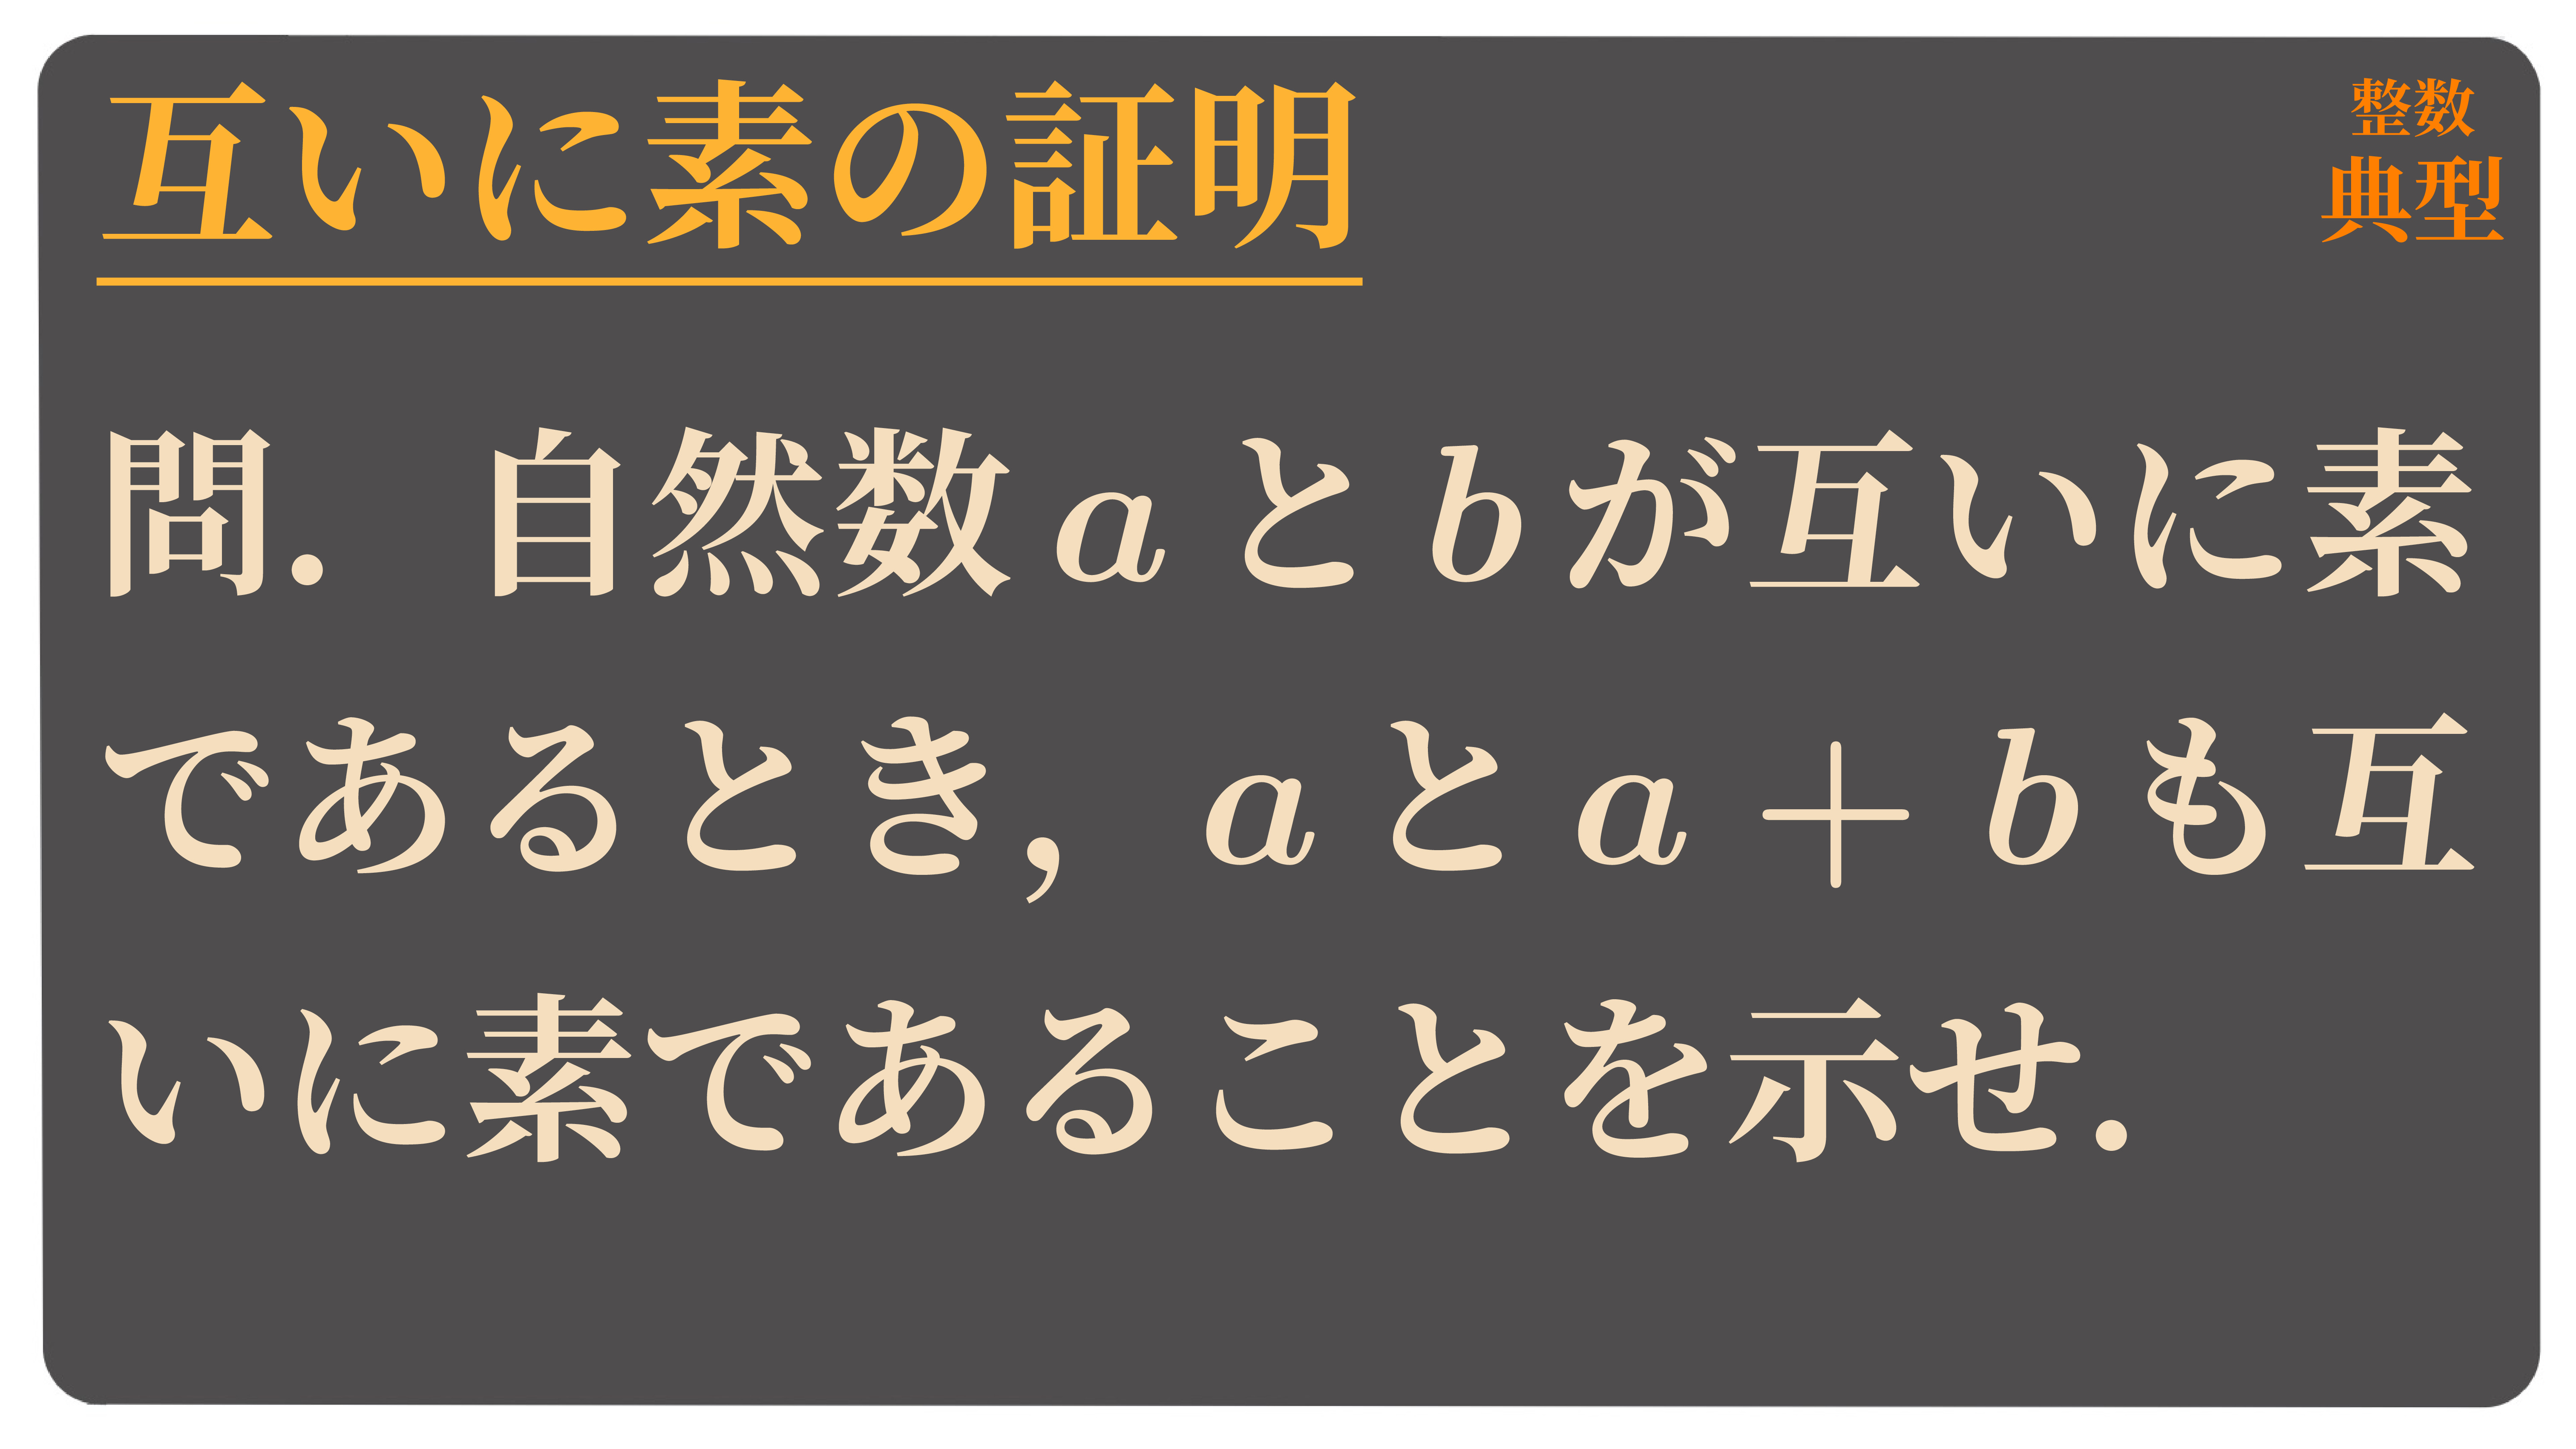 互いに素の証明
整数
典型
問． 自然数 a と b が互いに素
であるとき， a と a + b も互
いに素であることを示せ．